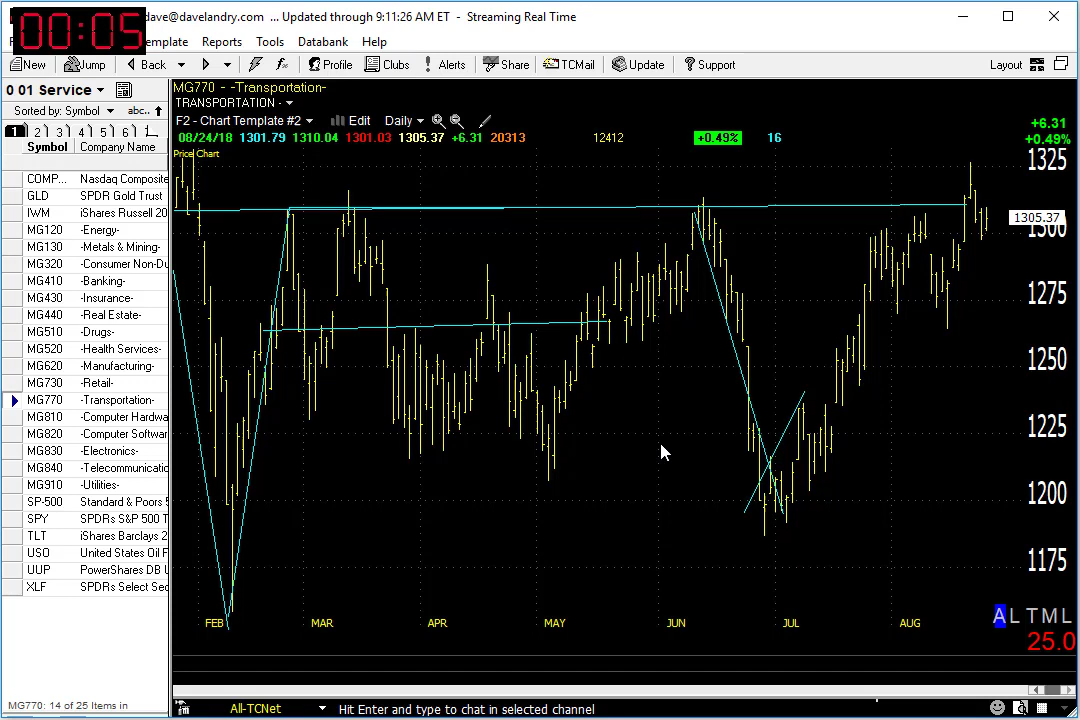 00:05
dave@davelandry.com ... Updated through 9:11:26 AM ET - Streaming Real Time
emplate Reports Tools Databank Help
New Jump Back Profile Clubs Alerts Share TCMail Update Support Layout
0 01 Service
Sorted by: Symbol abc..
1 2 3 4 5 6
Symbol Company Name
COMP... Nasdaq Composite
GLD SPDR Gold Trust
IWM iShares Russell 20
MG120 -Energy-
MG130 -Metals & Mining-
MG320 -Consumer Non-Du
MG410 -Banking-
MG430 -Insurance-
MG440 -Real Estate-
MG510 -Drugs-
MG520 -Health Services-
MG620 -Manufacturing-
MG730 -Retail-
MG770 -Transportation-
MG810 -Computer Hardwa
MG820 -Computer Softwar
MG830 -Electronics-
MG840 -Telecommunicatio
MG910 -Utilities-
SP-500 Standard & Poors 5
SPY SPDRs S&P 500 T
TLT iShares Barclays 2
USO United States Oil F
UUP PowerShares DB U
XLF SPDRs Select Sec
MG770: 14 of 25 Items in
MG770 - -Transportation-
TRANSPORTATION -
F2 - Chart Template #2 Edit Daily
08/24/18 1301.79 1310.04 1301.03 1305.37 +6.31 20313 12412 +0.49% 16
+6.31
+0.49%
Price Chart
1325
1305.37
1300
1275
1250
1225
1200
1175
FEB MAR APR MAY JUN JUL AUG
A L T M L
25.0
All-TCNet Hit Enter and type to chat in selected channel